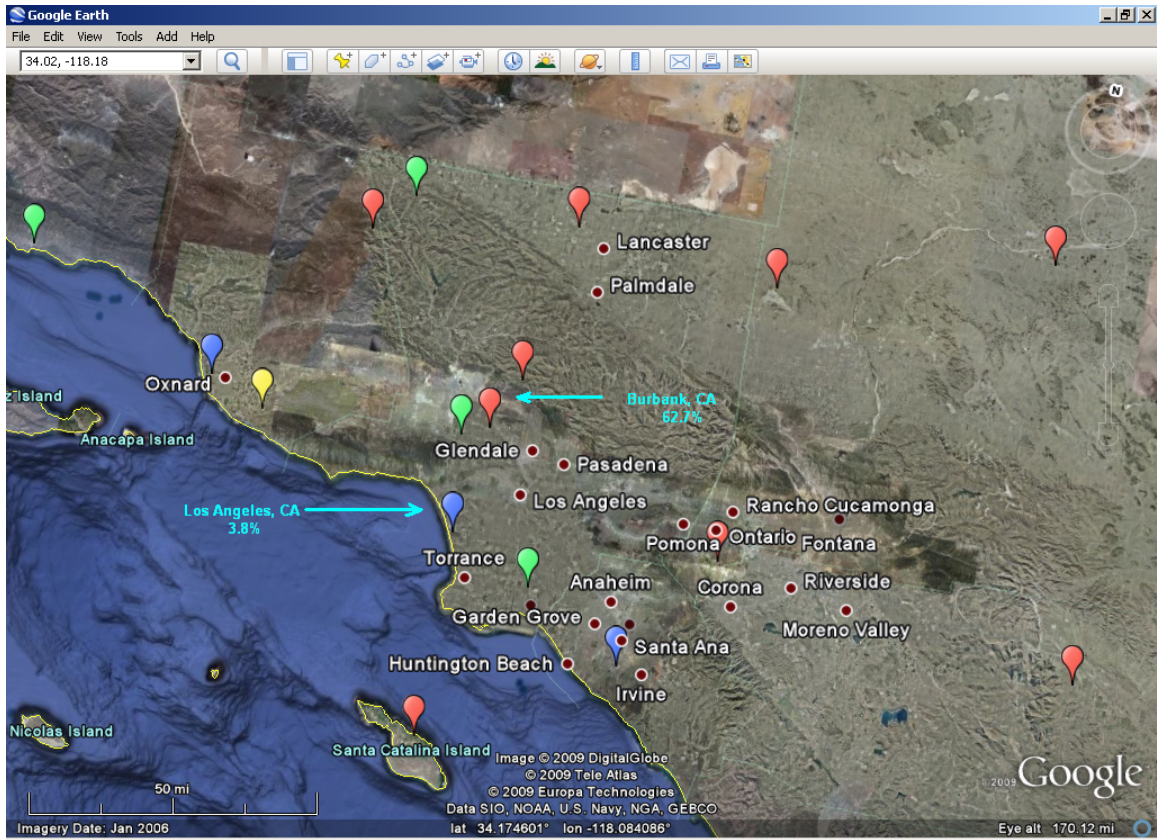 Google Earth
File Edit View Tools Add Help
34.02, -118.18
N
Lancaster
Palmdale
Oxnard
z Island
Anacapa Island
Burbank, CA
62.7%
Glendale
Pasadena
Los Angeles
Los Angeles, CA
3.8%
Rancho Cucamonga
Pomona
Ontario
Fontana
Torrance
Anaheim
Corona
Riverside
Garden Grove
Moreno Valley
Santa Ana
Huntington Beach
Irvine
Nicolas Island
Santa Catalina Island
Image © 2009 DigitalGlobe
© 2009 Tele Atlas
© 2009 Europa Technologies
Data SIO, NOAA, U.S. Navy, NGA, GEBCO
© 2009 Google
50 mi
Imagery Date: Jan 2006
lat 34.174601° lon -118.084086°
Eye alt 170.12 mi